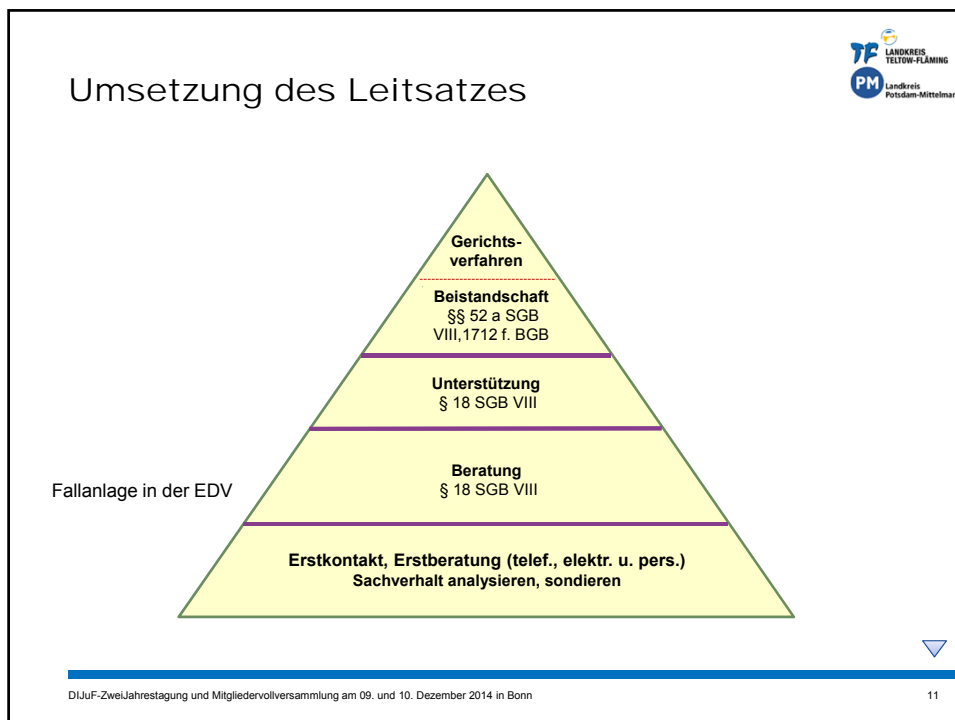 Umsetzung des Leitsatzes
TF LANDKREIS
TELTOW-FLÄMING
PM Landkreis
Potsdam-Mittelmar
Gerichts-
verfahren
Beistandschaft
§§ 52 a SGB
VIII,1712 f. BGB
Unterstützung
§ 18 SGB VIII
Beratung
§ 18 SGB VIII
Fallanlage in der EDV
Erstkontakt, Erstberatung (telef., elektr. u. pers.)
Sachverhalt analysieren, sondieren
DIJuF-ZweiJahrestagung und Mitgliedervollversammlung am 09. und 10. Dezember 2014 in Bonn
11